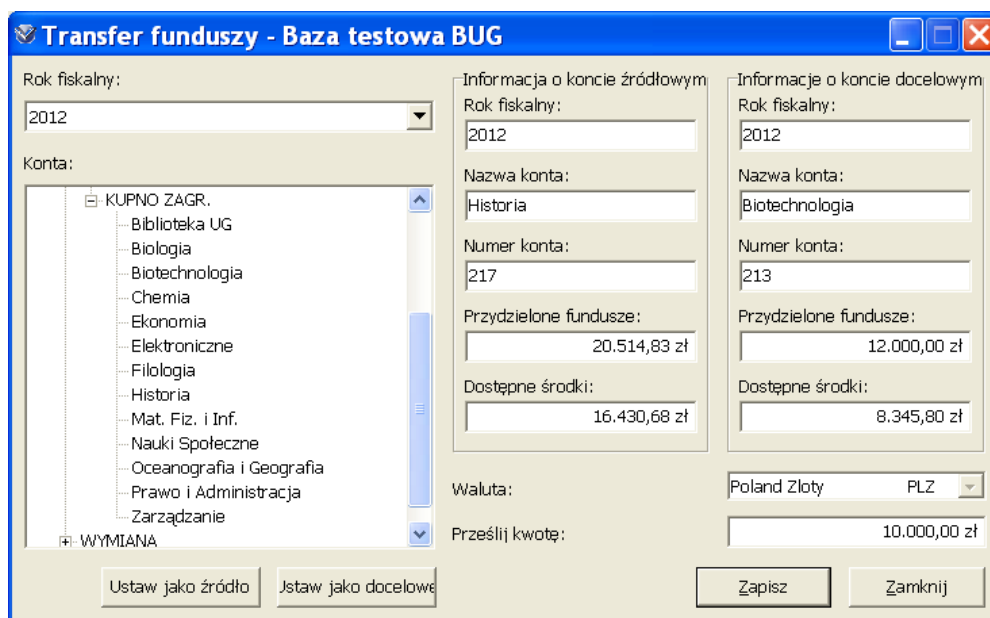 Transfer funduszy - Baza testowa BUG
Rok fiskalny:
2012
Konta:
KUPNO ZAGR.
Biblioteka UG
Biologia
Biotechnologia
Chemia
Ekonomia
Elektroniczne
Filologia
Historia
Mat. Fiz. i Inf.
Nauki Społeczne
Oceanografia i Geografia
Prawo i Administracja
Zarządzanie
WYMIANA
Ustaw jako źródło
Jstaw jako docelowe
Informacja o koncie źródłowym
Rok fiskalny:
2012
Nazwa konta:
Historia
Numer konta:
217
Przydzielone fundusze:
20.514,83 zł
Dostępne środki:
16.430,68 zł
Informacje o koncie docelowym
Rok fiskalny:
2012
Nazwa konta:
Biotechnologia
Numer konta:
213
Przydzielone fundusze:
12.000,00 zł
Dostępne środki:
8.345,80 zł
Waluta:
Poland Zloty PLZ
Prześlij kwotę:
10.000,00 zł
Zapisz
Zamknij